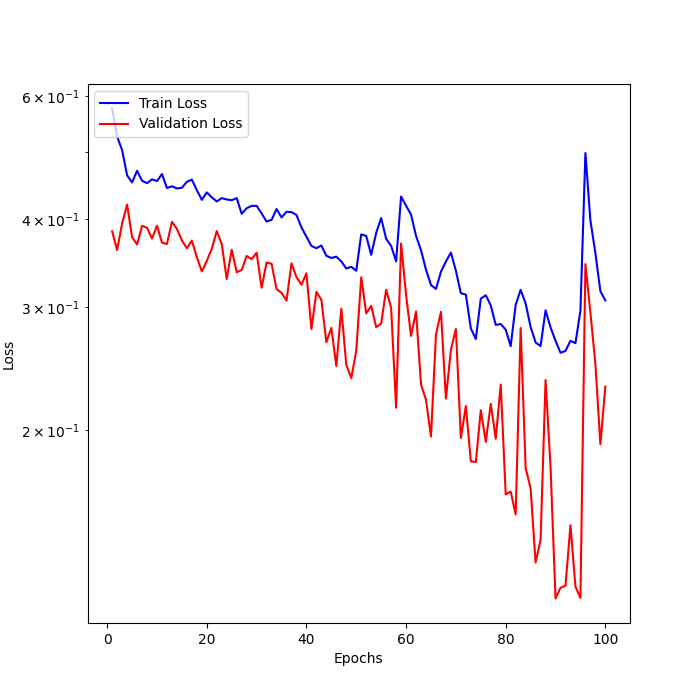 Train Loss
Validation Loss
6 × 10⁻¹
4 × 10⁻¹
3 × 10⁻¹
2 × 10⁻¹
Loss
0 20 40 60 80 100
Epochs